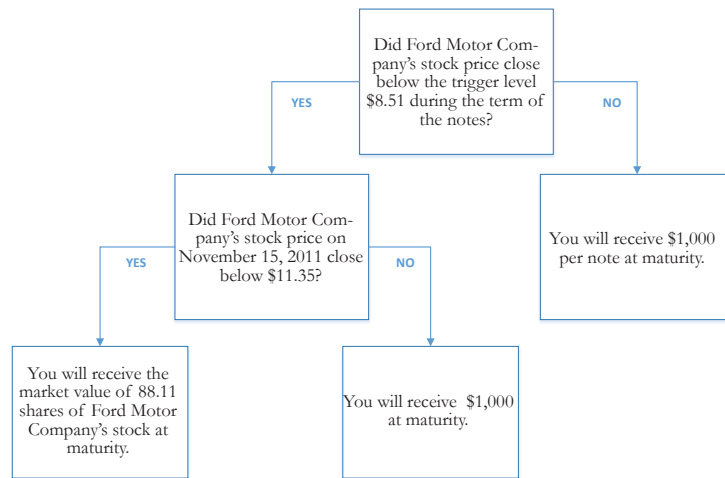 Did Ford Motor Com-
pany's stock price close
below the trigger level
$8.51 during the term of
the notes?
YES
NO
Did Ford Motor Com-
pany's stock price on
November 15, 2011 close
below $11.35?
You will receive $1,000
per note at maturity.
YES
NO
You will receive the
market value of 88.11
shares of Ford Motor
Company's stock at
maturity.
You will receive $1,000
at maturity.